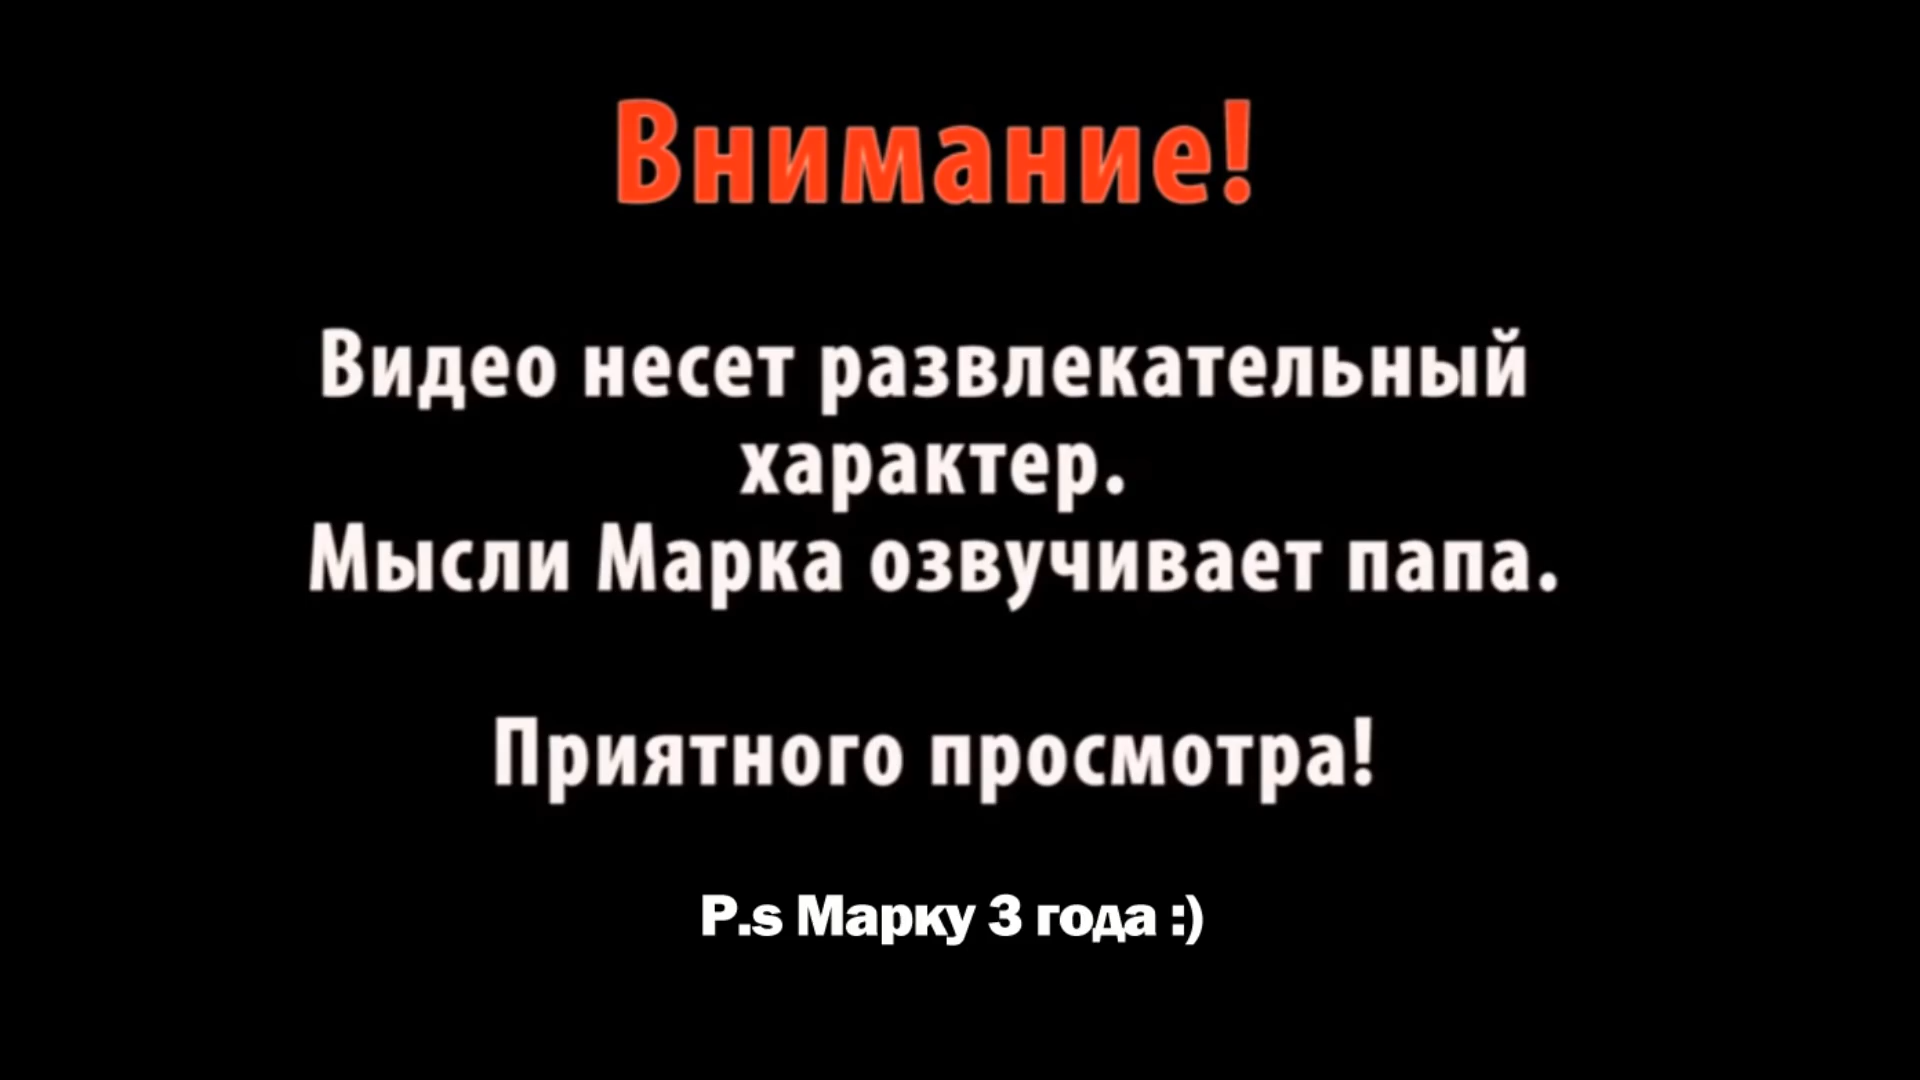 Внимание!
Видео несет развлекательный
характер.
Мысли Марка озвучивает папа.
Приятного просмотра!
P.s Марку 3 года :)